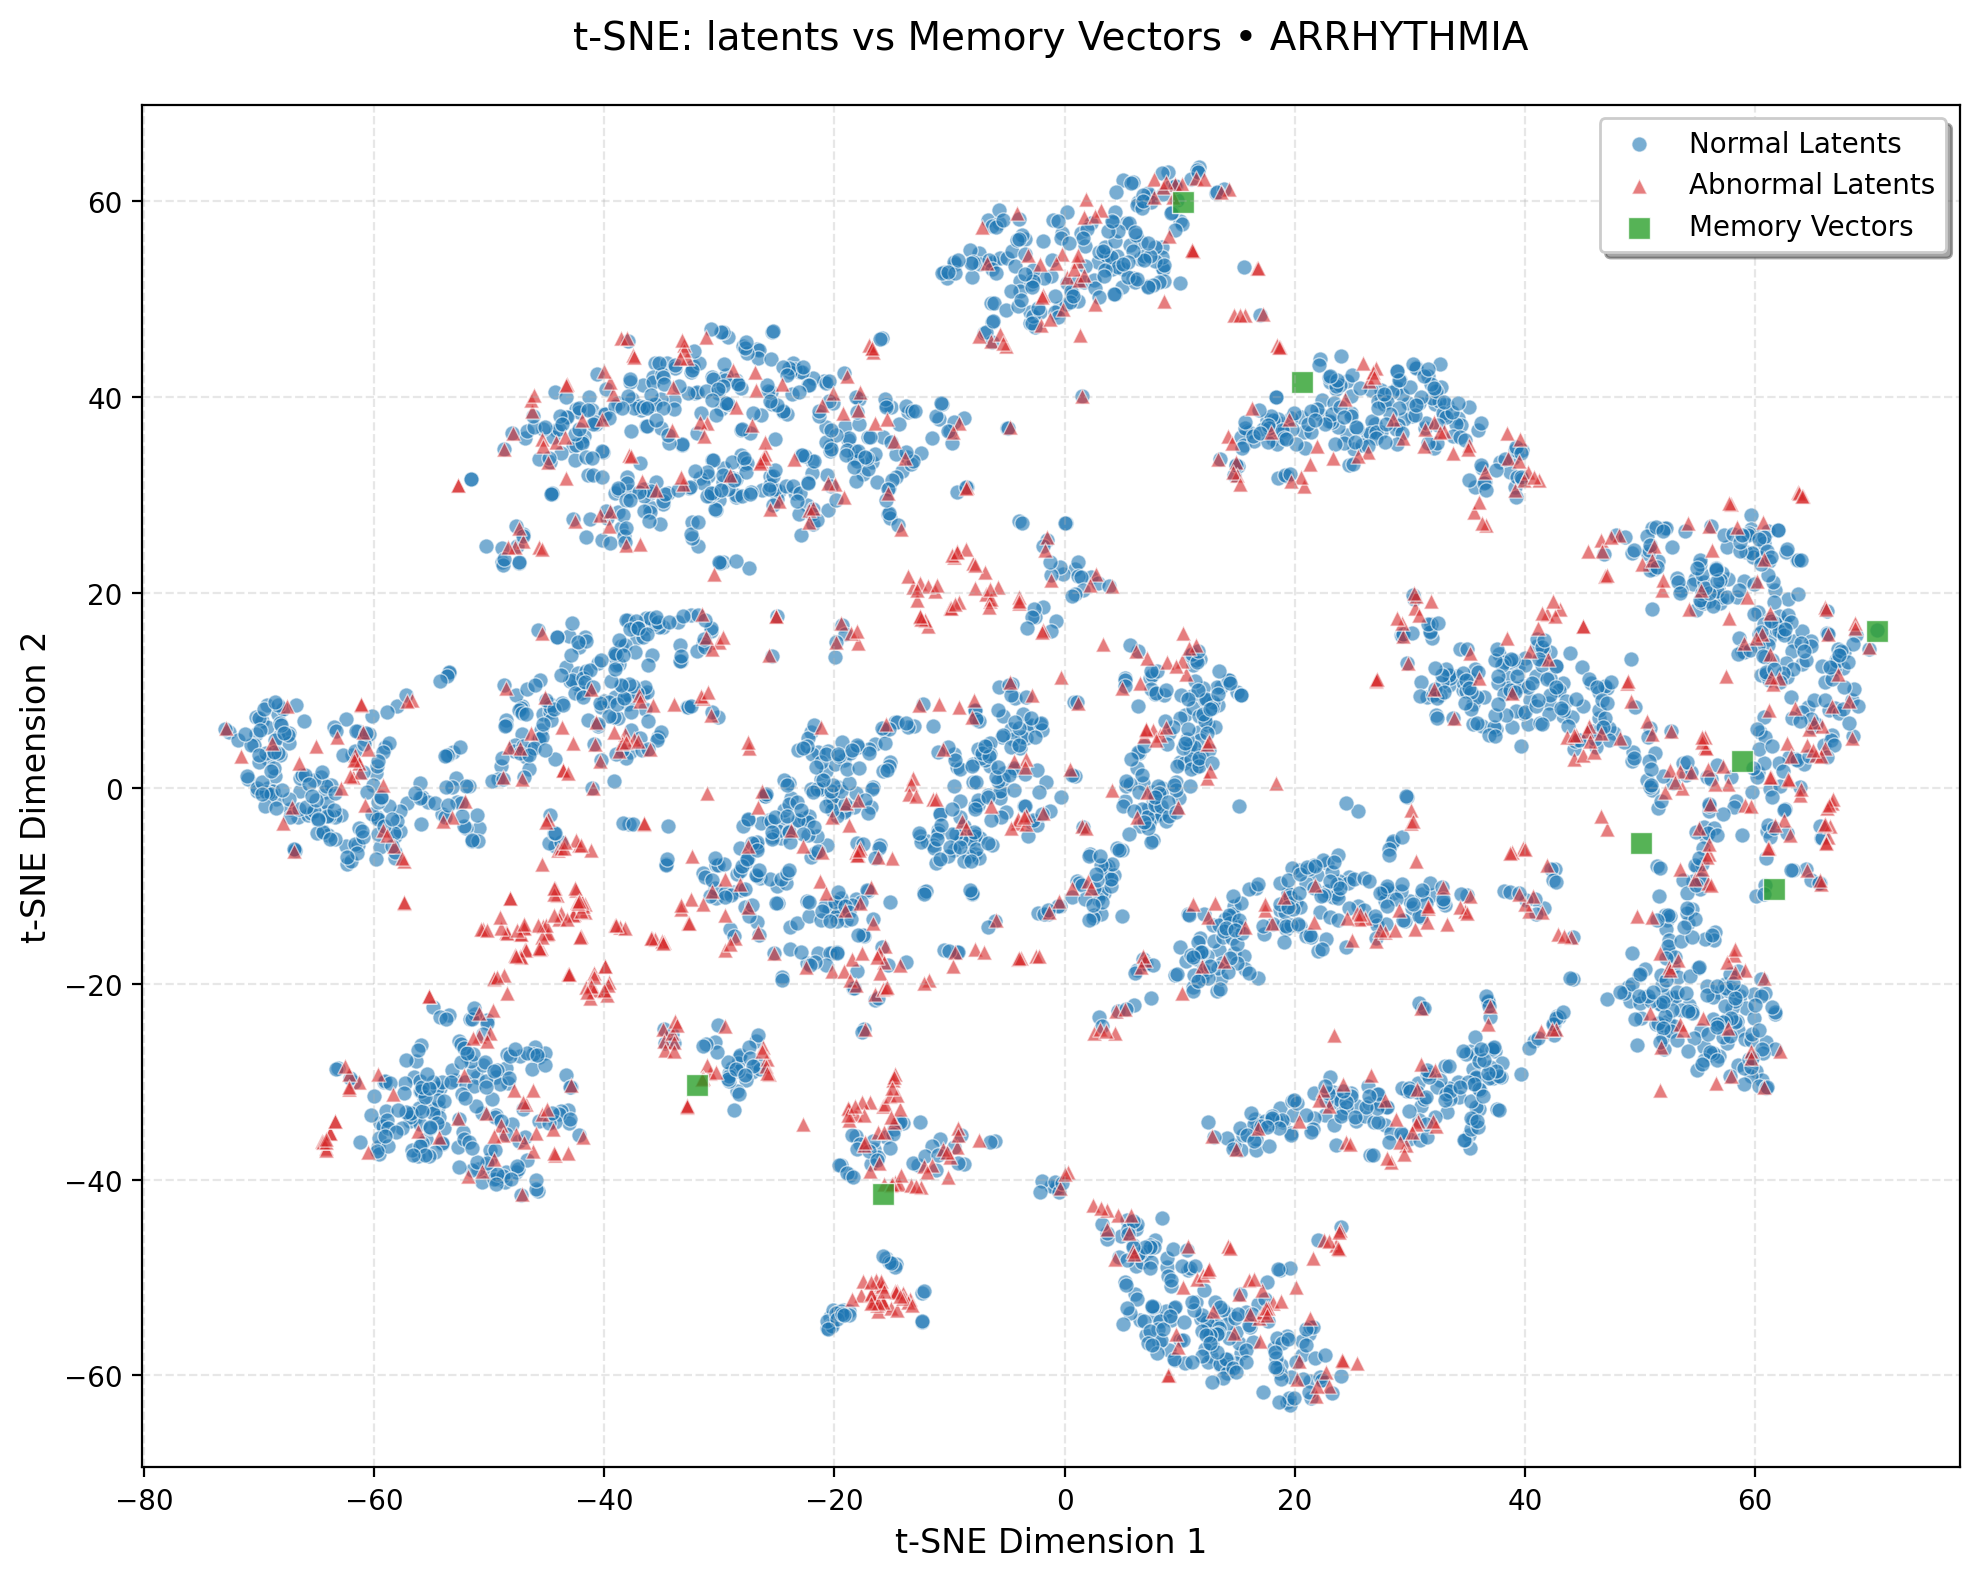 t-SNE: latents vs Memory Vectors • ARRHYTHMIA
Normal Latents
Abnormal Latents
Memory Vectors
t-SNE Dimension 2
60
40
20
0
−20
−40
−60
−80
−60
−40
−20
0
20
40
60
t-SNE Dimension 1